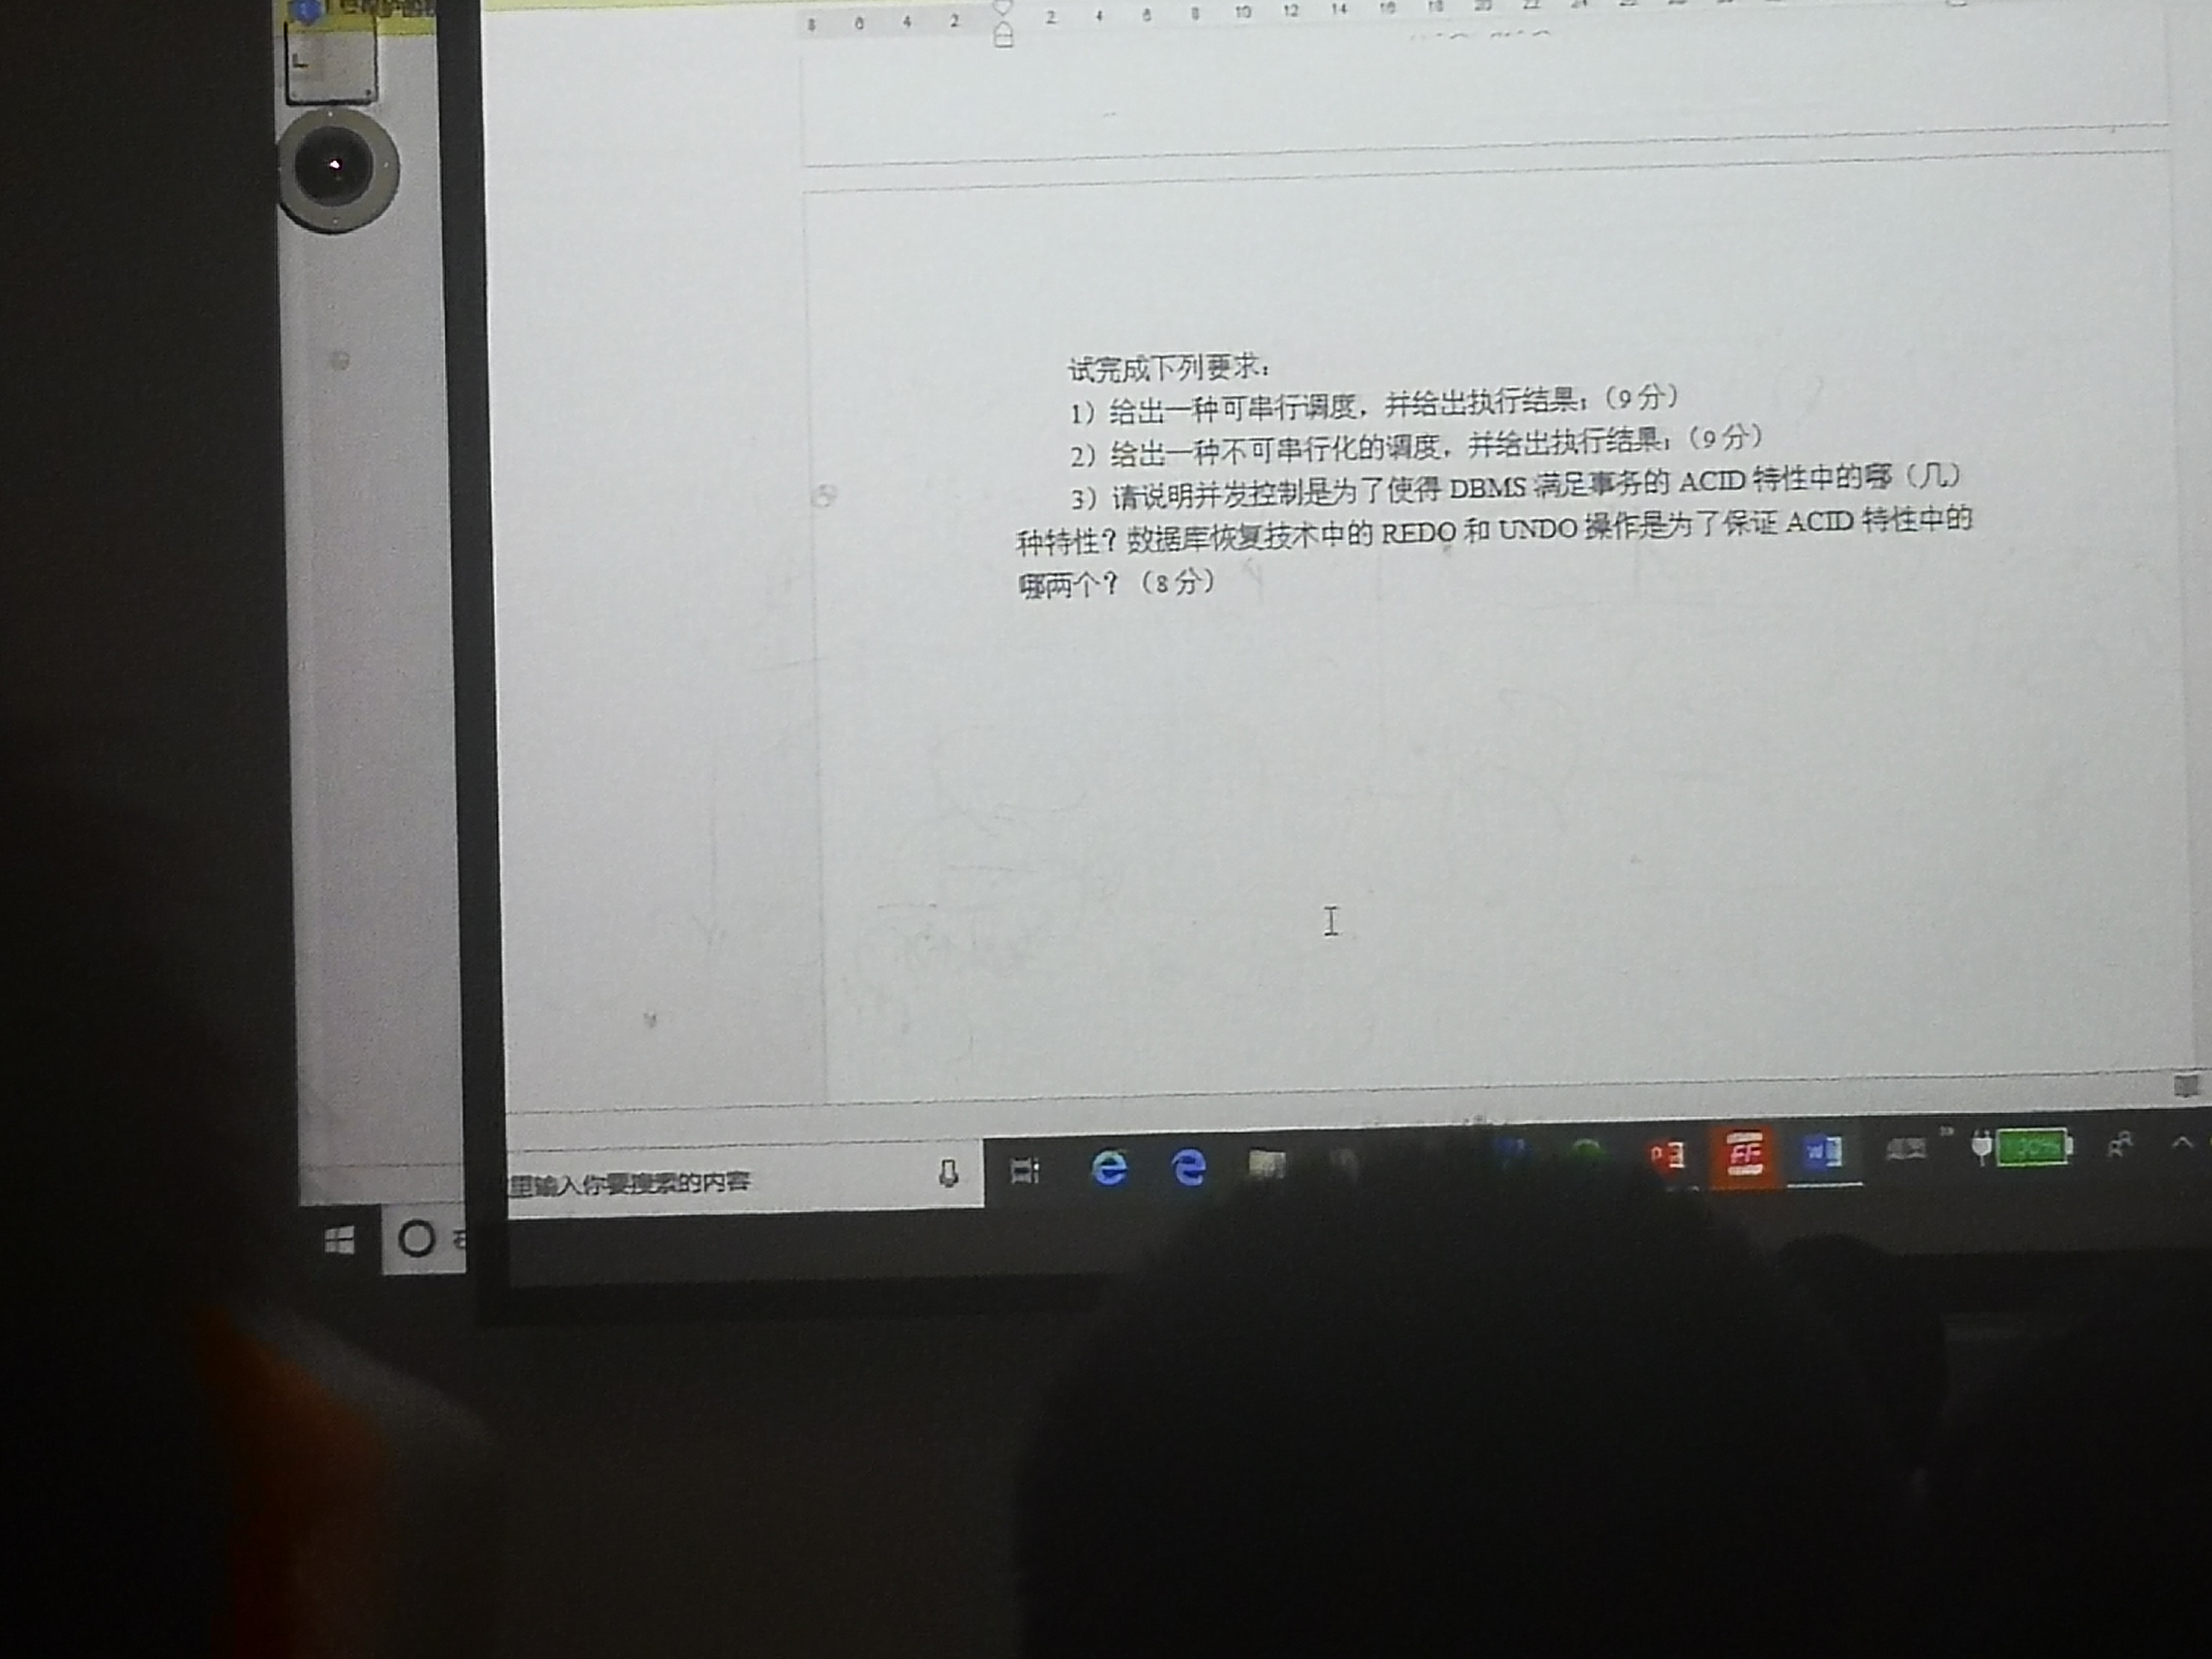 8 6 4 2 2 4 6 8 10 12 14 16 18 20 22 24
试完成下列要求：
1）给出一种可串行调度，并给出执行结果；（9分）
2）给出一种不可串行化的调度，并给出执行结果；（9分）
3）请说明并发控制是为了使得 DBMS 满足事务的 ACID 特性中的哪（几）
种特性？数据库恢复技术中的 REDO 和 UNDO 操作是为了保证 ACID 特性中的
哪两个？（8分）
里输入你要搜索的内容
桌面